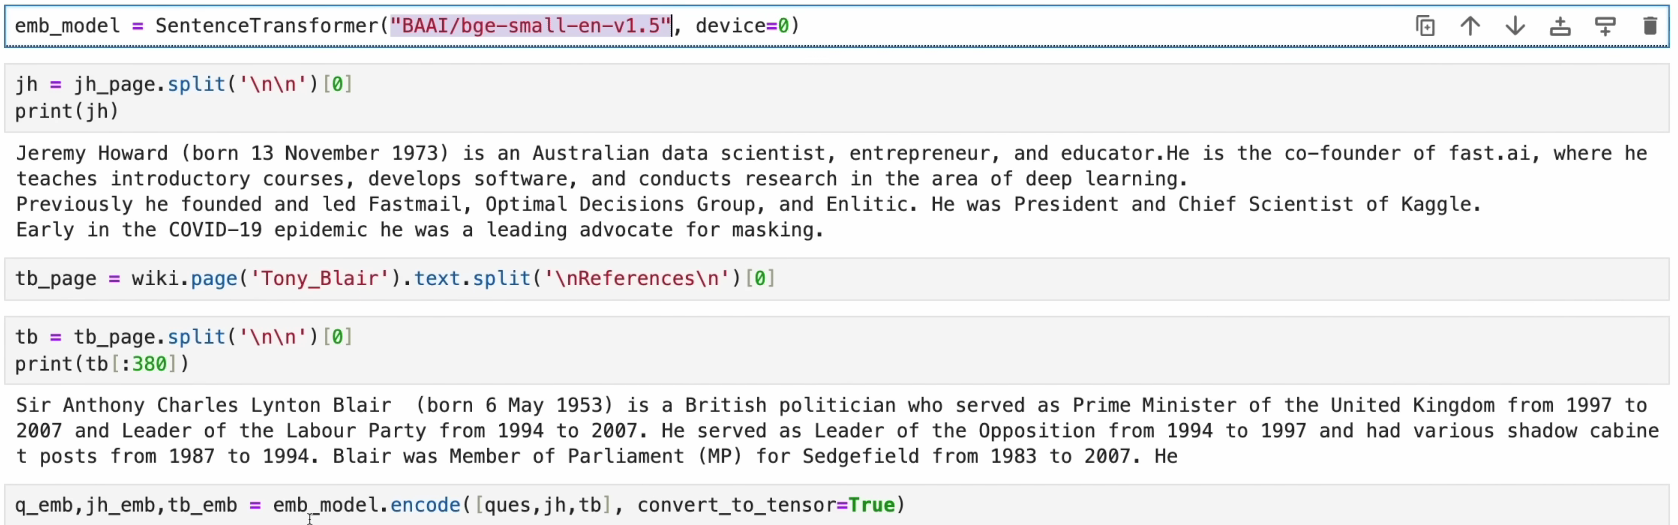 emb_model = SentenceTransformer("BAAI/bge-small-en-v1.5", device=0)
jh = jh_page.split('\n\n')[0]
print(jh)
Jeremy Howard (born 13 November 1973) is an Australian data scientist, entrepreneur, and educator.He is the co-founder of fast.ai, where he
teaches introductory courses, develops software, and conducts research in the area of deep learning.
Previously he founded and led Fastmail, Optimal Decisions Group, and Enlitic. He was President and Chief Scientist of Kaggle.
Early in the COVID-19 epidemic he was a leading advocate for masking.
tb_page = wiki.page('Tony_Blair').text.split('\nReferences\n')[0]
tb = tb_page.split('\n\n')[0]
print(tb[:380])
Sir Anthony Charles Lynton Blair  (born 6 May 1953) is a British politician who served as Prime Minister of the United Kingdom from 1997 to
2007 and Leader of the Labour Party from 1994 to 2007. He served as Leader of the Opposition from 1994 to 1997 and had various shadow cabine
t posts from 1987 to 1994. Blair was Member of Parliament (MP) for Sedgefield from 1983 to 2007. He
q_emb,jh_emb,tb_emb = emb_model.encode([ques,jh,tb], convert_to_tensor=True)